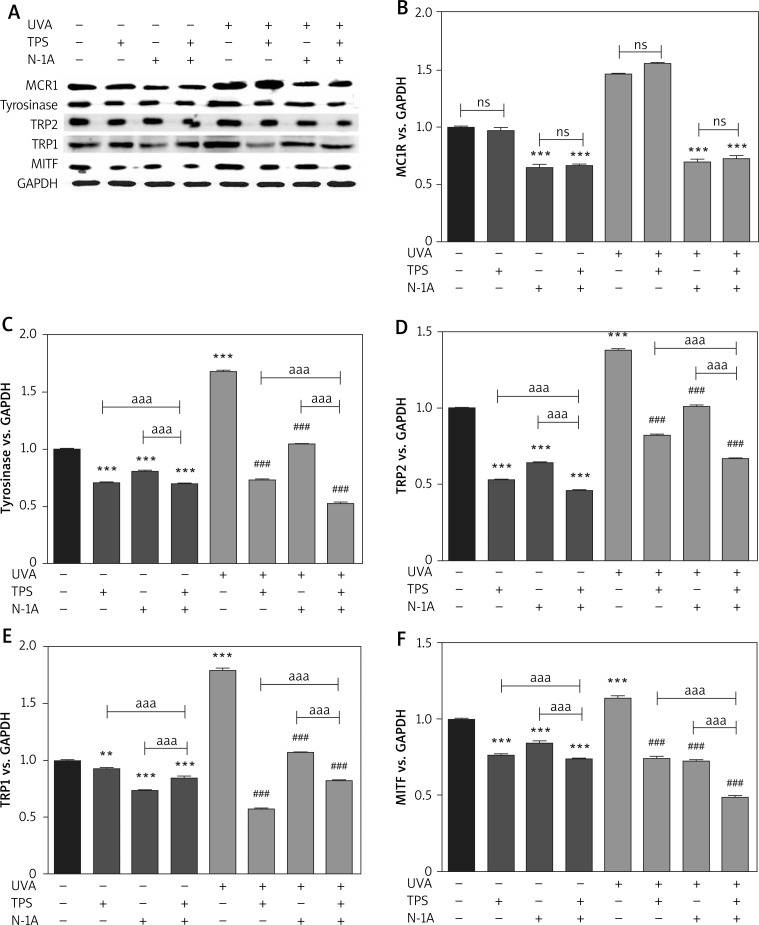 A
UVA – – – – + + + +
TPS – + – + – + – +
N-1A – – + + – – + +
MCR1
Tyrosinase
TRP2
TRP1
MITF
GAPDH
B
MC1R vs. GAPDH
2.0
1.5
1.0
0.5
0
ns
ns
ns
ns
*** *** *** ***
UVA – – – – + + + +
TPS – + – + – + – +
N-1A – – + + – – + +
C
Tyrosinase vs. GAPDH
2.0
1.5
1.0
0.5
0
***
aaa
aaa
aaa
aaa
*** *** ***
### ### ###
UVA – – – – + + + +
TPS – + – + – + – +
N-1A – – + + – – + +
D
TRP2 vs. GAPDH
1.5
1.0
0.5
0
***
aaa
aaa
aaa
aaa
*** *** ***
### ### ###
UVA – – – – + + + +
TPS – + – + – + – +
N-1A – – + + – – + +
E
TRP1 vs. GAPDH
2.0
1.5
1.0
0.5
0
***
aaa
aaa
aaa
aaa
** *** ***
### ### ###
UVA – – – – + + + +
TPS – + – + – + – +
N-1A – – + + – – + +
F
MITF vs. GAPDH
1.5
1.0
0.5
0
***
aaa
aaa
aaa
aaa
*** *** ***
### ### ###
UVA – – – – + + + +
TPS – + – + – + – +
N-1A – – + + – – + +